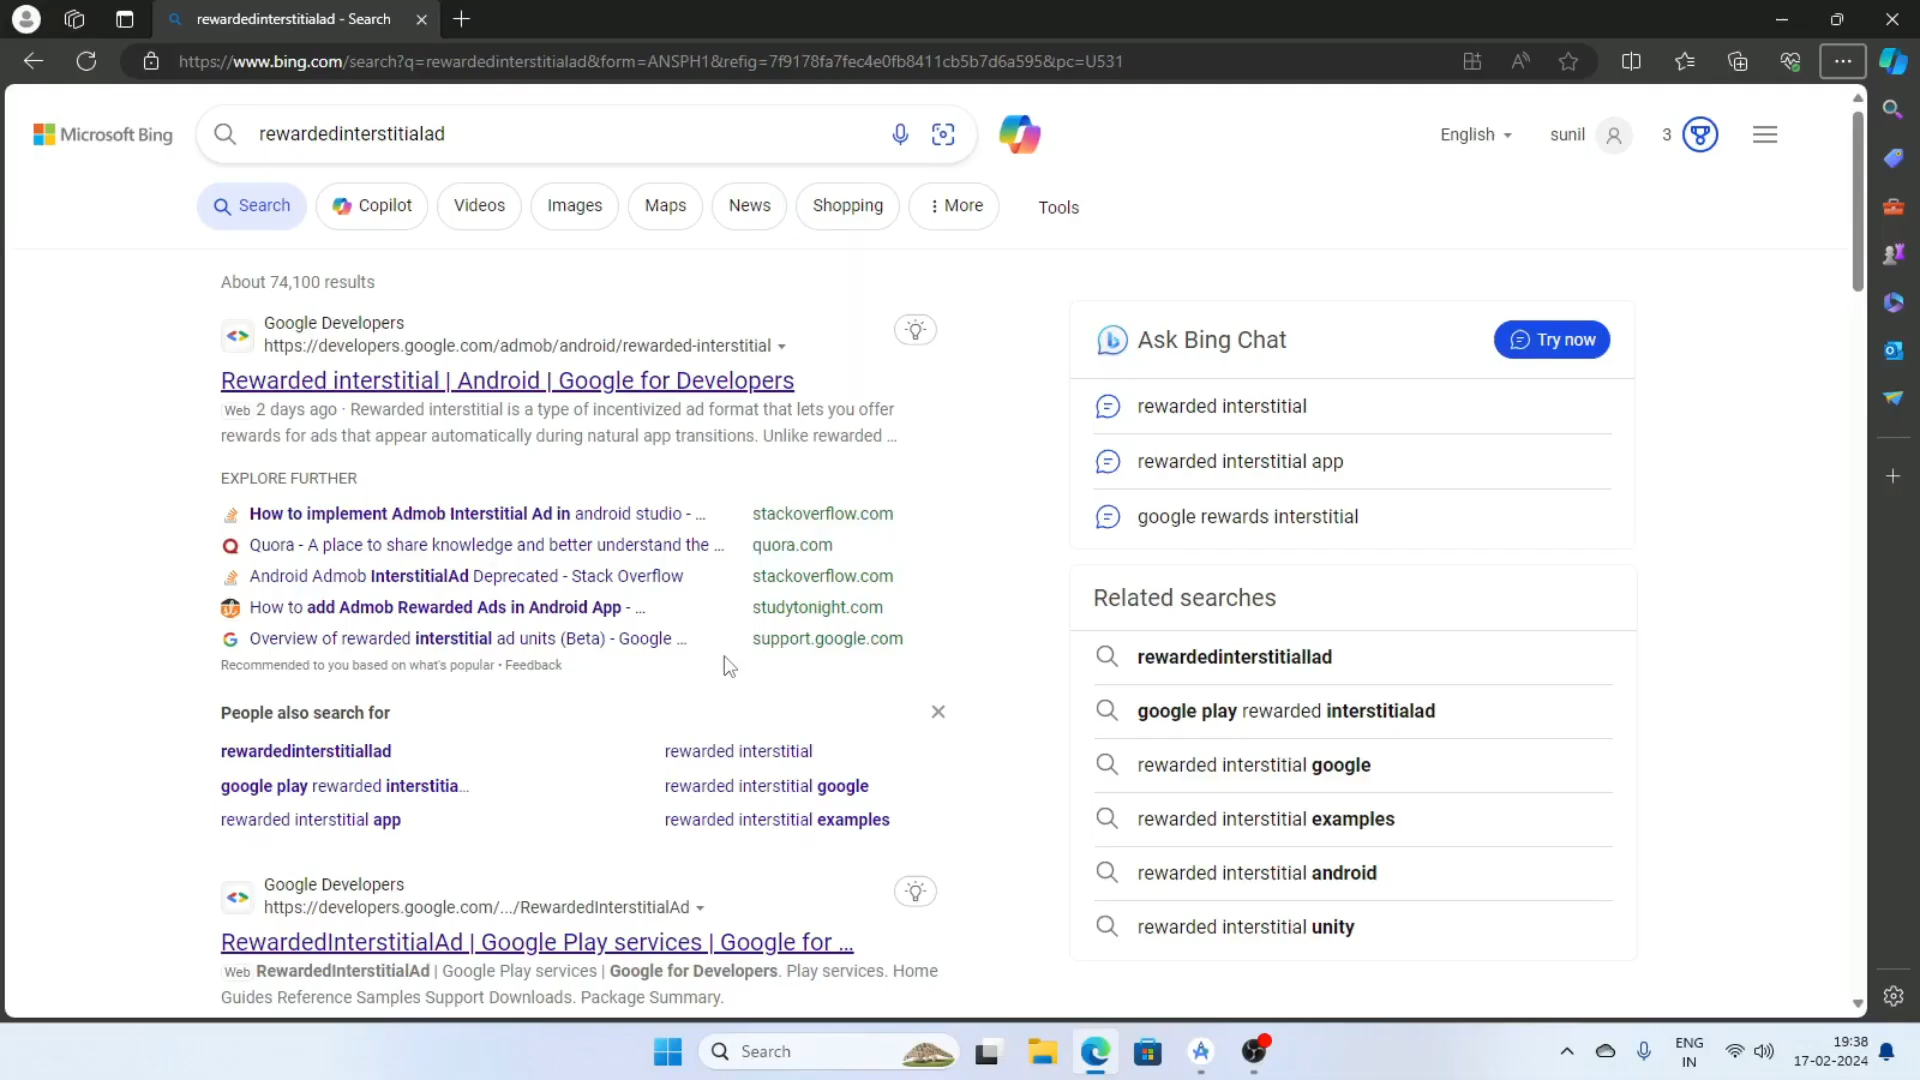 rewardedinterstitialad - Search
https://www.bing.com/search?q=rewardedinterstitialad&form=ANSPH1&refig=7f9178fa7fec4e0fb8411cb5b7d6a595&pc=U531
Microsoft Bing
rewardedinterstitialad
English
sunil
3
Search
Copilot
Videos
Images
Maps
News
Shopping
More
Tools
About 74,100 results
Google Developers
https://developers.google.com/admob/android/rewarded-interstitial
Rewarded interstitial | Android | Google for Developers
Web 2 days ago · Rewarded interstitial is a type of incentivized ad format that lets you offer
rewards for ads that appear automatically during natural app transitions. Unlike rewarded ...
EXPLORE FURTHER
How to implement Admob Interstitial Ad in android studio - ... stackoverflow.com
Quora - A place to share knowledge and better understand the ... quora.com
Android Admob InterstitialAd Deprecated - Stack Overflow stackoverflow.com
How to add Admob Rewarded Ads in Android App - ... studytonight.com
Overview of rewarded interstitial ad units (Beta) - Google ... support.google.com
Recommended to you based on what's popular • Feedback
People also search for
rewardedinterstitiallad
rewarded interstitial
google play rewarded interstitia...
rewarded interstitial google
rewarded interstitial app
rewarded interstitial examples
Google Developers
https://developers.google.com/.../RewardedInterstitialAd
RewardedInterstitialAd | Google Play services | Google for ...
Web RewardedInterstitialAd | Google Play services | Google for Developers. Play services. Home
Guides Reference Samples Support Downloads. Package Summary.
Ask Bing Chat
Try now
rewarded interstitial
rewarded interstitial app
google rewards interstitial
Related searches
rewardedinterstitiallad
google play rewarded interstitialad
rewarded interstitial google
rewarded interstitial examples
rewarded interstitial android
rewarded interstitial unity
Search
ENG
IN
19:38
17-02-2024